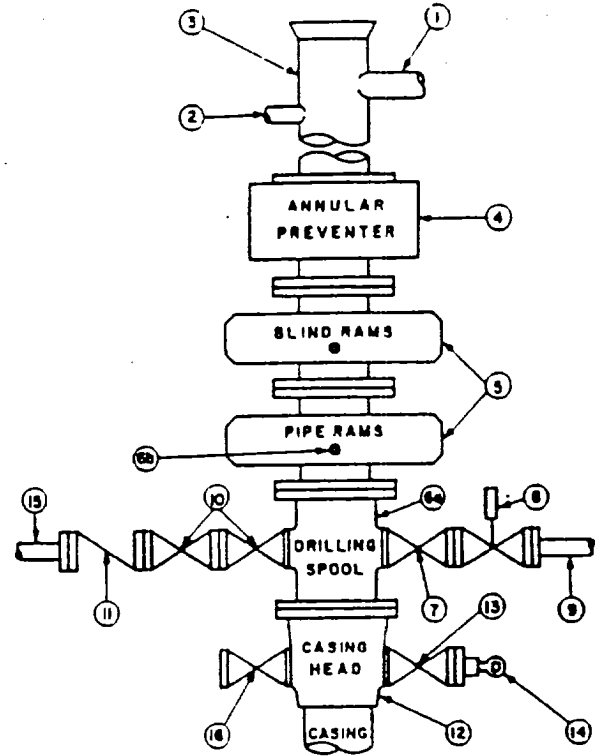 3
1
2
ANNULAR
PREVENTER
4
BLIND RAMS
5
PIPE RAMS
6b
6a
15
10
8
DRILLING
SPOOL
11
7
9
13
CASING
HEAD
16
12
14
CASING